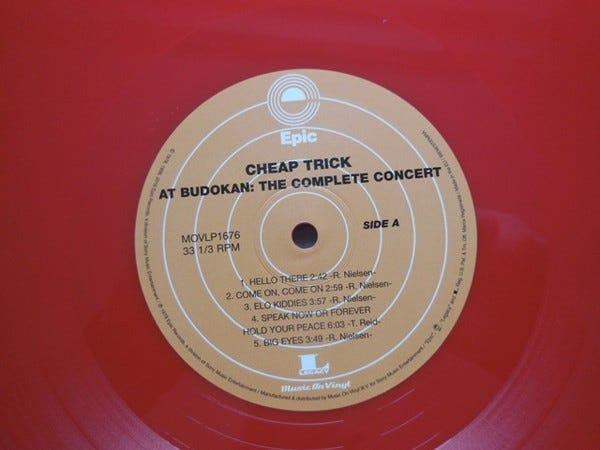 Epic
CHEAP TRICK
AT BUDOKAN: THE COMPLETE CONCERT
MOVLP1676
33 1/3 RPM
SIDE A
1. HELLO THERE 2:42 -R. Nielsen-
2. COME ON, COME ON 2:59 -R. Nielsen-
3. ELO KIDDIES 3:57 -R. Nielsen-
4. SPEAK NOW OR FOREVER
HOLD YOUR PEACE 6:03 -T. Reid-
5. BIG EYES 3:49 -R. Nielsen-
LEGACY
Music On Vinyl